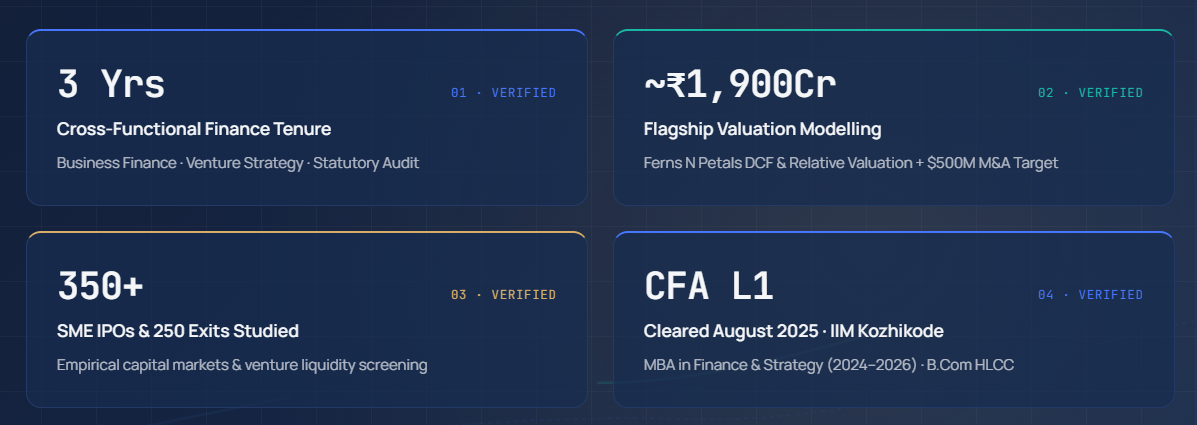 3 Yrs
01 · VERIFIED
Cross-Functional Finance Tenure
Business Finance · Venture Strategy · Statutory Audit
~₹1,900Cr
02 · VERIFIED
Flagship Valuation Modelling
Ferns N Petals DCF & Relative Valuation + $500M M&A Target
350+
03 · VERIFIED
SME IPOs & 250 Exits Studied
Empirical capital markets & venture liquidity screening
CFA L1
04 · VERIFIED
Cleared August 2025 · IIM Kozhikode
MBA in Finance & Strategy (2024–2026) · B.Com HLCC